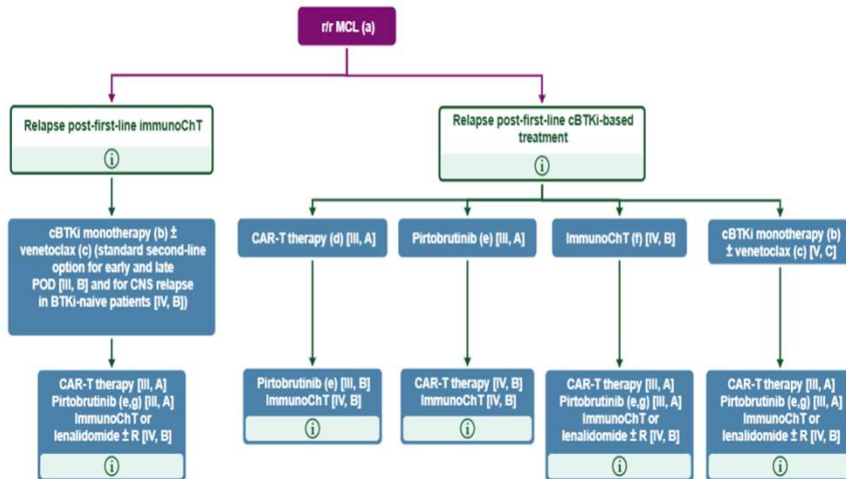 r/r MCL (a)
Relapse post-first-line immunoChT
i
Relapse post-first-line cBTKi-based
treatment
i
cBTKi monotherapy (b) ±
venetoclax (c) (standard second-line
option for early and late
POD [III, B] and for CNS relapse
in BTKi-naive patients [IV, B])
CAR-T therapy (d) [III, A]
Pirtobrutinib (e) [III, A]
ImmunoChT (f) [IV, B]
cBTKi monotherapy (b)
± venetoclax (c) [V, C]
CAR-T therapy [III, A]
Pirtobrutinib (e,g) [III, A]
ImmunoChT or
lenalidomide ± R [IV, B]
i
Pirtobrutinib (e) [III, B]
ImmunoChT [IV, B]
i
CAR-T therapy [IV, B]
ImmunoChT [IV, B]
i
CAR-T therapy [III, A]
Pirtobrutinib (e,g) [III, A]
ImmunoChT or
lenalidomide ± R [IV, B]
i
CAR-T therapy [III, A]
Pirtobrutinib (e,g) [III, A]
ImmunoChT or
lenalidomide ± R [IV, B]
i